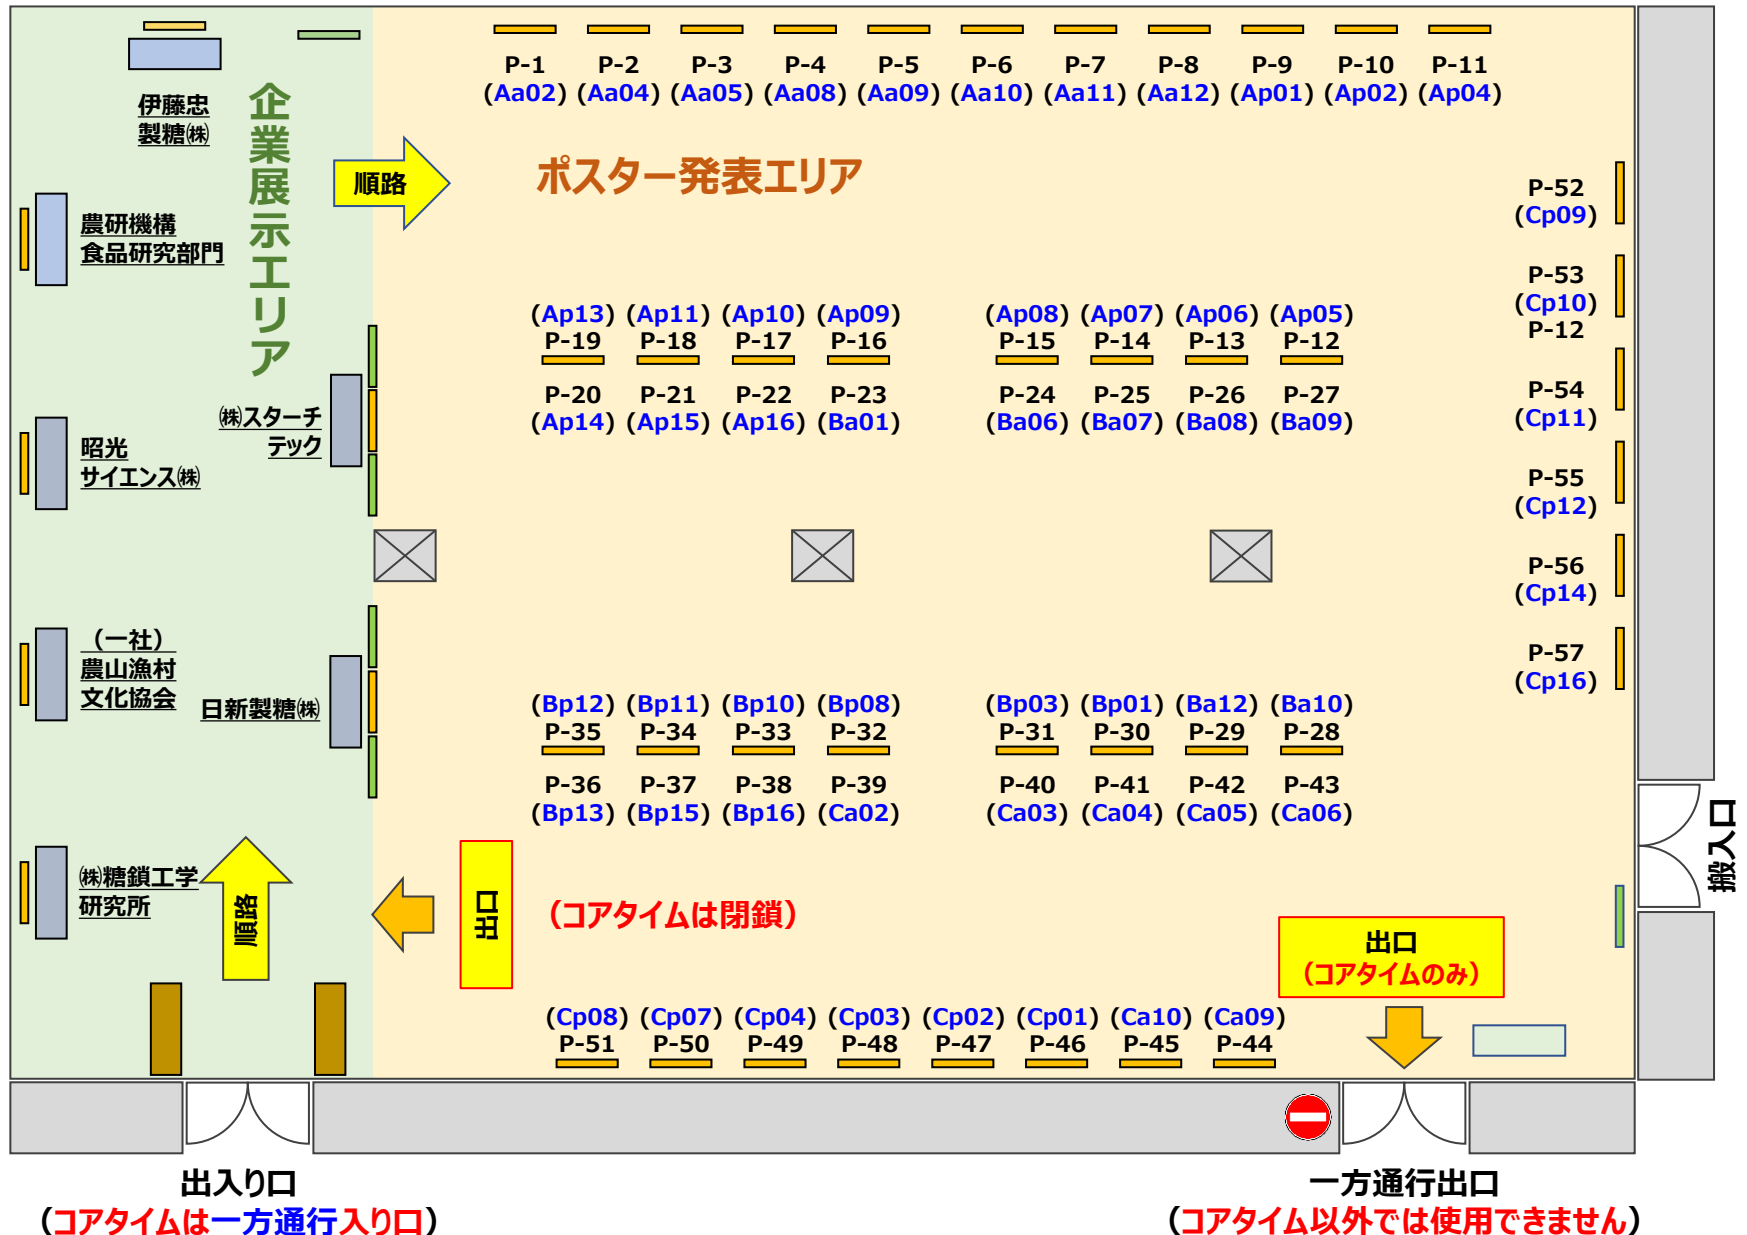 P-1 P-2 P-3 P-4 P-5 P-6 P-7 P-8 P-9 P-10 P-11
(Aa02) (Aa04) (Aa05) (Aa08) (Aa09) (Aa10) (Aa11) (Aa12) (Ap01) (Ap02) (Ap04)
伊藤忠
製糖㈱
企業展示エリア
順路
ポスター発表エリア
農研機構
食品研究部門
P-52
(Cp09)
P-53
(Cp10)
P-12
P-54
(Cp11)
P-55
(Cp12)
P-56
(Cp14)
P-57
(Cp16)
(Ap13) (Ap11) (Ap10) (Ap09) (Ap08) (Ap07) (Ap06) (Ap05)
P-19 P-18 P-17 P-16 P-15 P-14 P-13 P-12
P-20 P-21 P-22 P-23 P-24 P-25 P-26 P-27
(Ap14) (Ap15) (Ap16) (Ba01) (Ba06) (Ba07) (Ba08) (Ba09)
㈱スターチ
テック
昭光
サイエンス㈱
（一社）
農山漁村
文化協会
日新製糖㈱
(Bp12) (Bp11) (Bp10) (Bp08) (Bp03) (Bp01) (Ba12) (Ba10)
P-35 P-34 P-33 P-32 P-31 P-30 P-29 P-28
P-36 P-37 P-38 P-39 P-40 P-41 P-42 P-43
(Bp13) (Bp15) (Bp16) (Ca02) (Ca03) (Ca04) (Ca05) (Ca06)
搬入口
㈱糖鎖工学
研究所
順路
出口
（コアタイムは閉鎖）
出口
（コアタイムのみ）
(Cp08) (Cp07) (Cp04) (Cp03) (Cp02) (Cp01) (Ca10) (Ca09)
P-51 P-50 P-49 P-48 P-47 P-46 P-45 P-44
出入り口
（コアタイムは一方通行入り口）
一方通行出口
（コアタイム以外では使用できません）